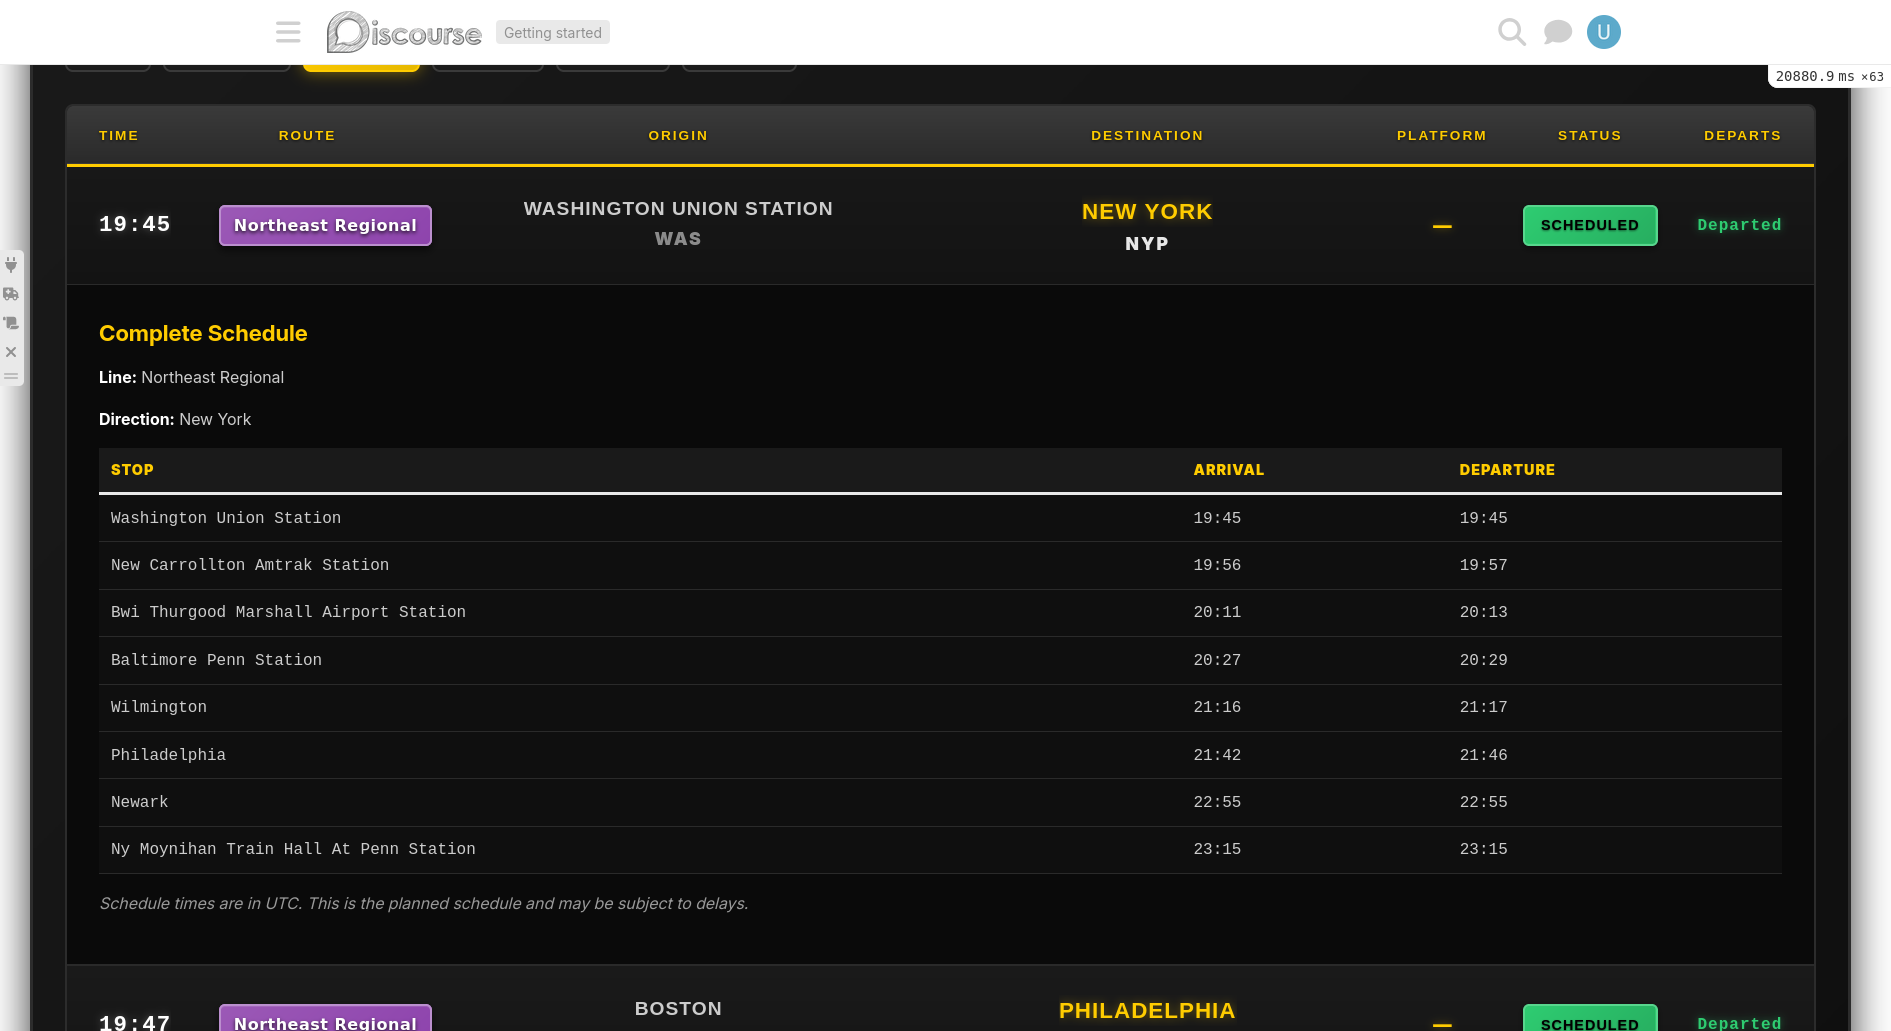 Discourse
Getting started
U
20880.9 ms ×63
TIME ROUTE ORIGIN DESTINATION PLATFORM STATUS DEPARTS
19:45 Northeast Regional WASHINGTON UNION STATION NEW YORK — SCHEDULED Departed
WAS NYP
Complete Schedule
Line: Northeast Regional
Direction: New York
STOP ARRIVAL DEPARTURE
Washington Union Station 19:45 19:45
New Carrollton Amtrak Station 19:56 19:57
Bwi Thurgood Marshall Airport Station 20:11 20:13
Baltimore Penn Station 20:27 20:29
Wilmington 21:16 21:17
Philadelphia 21:42 21:46
Newark 22:55 22:55
Ny Moynihan Train Hall At Penn Station 23:15 23:15
Schedule times are in UTC. This is the planned schedule and may be subject to delays.
19:47 Northeast Regional BOSTON PHILADELPHIA — SCHEDULED Departed